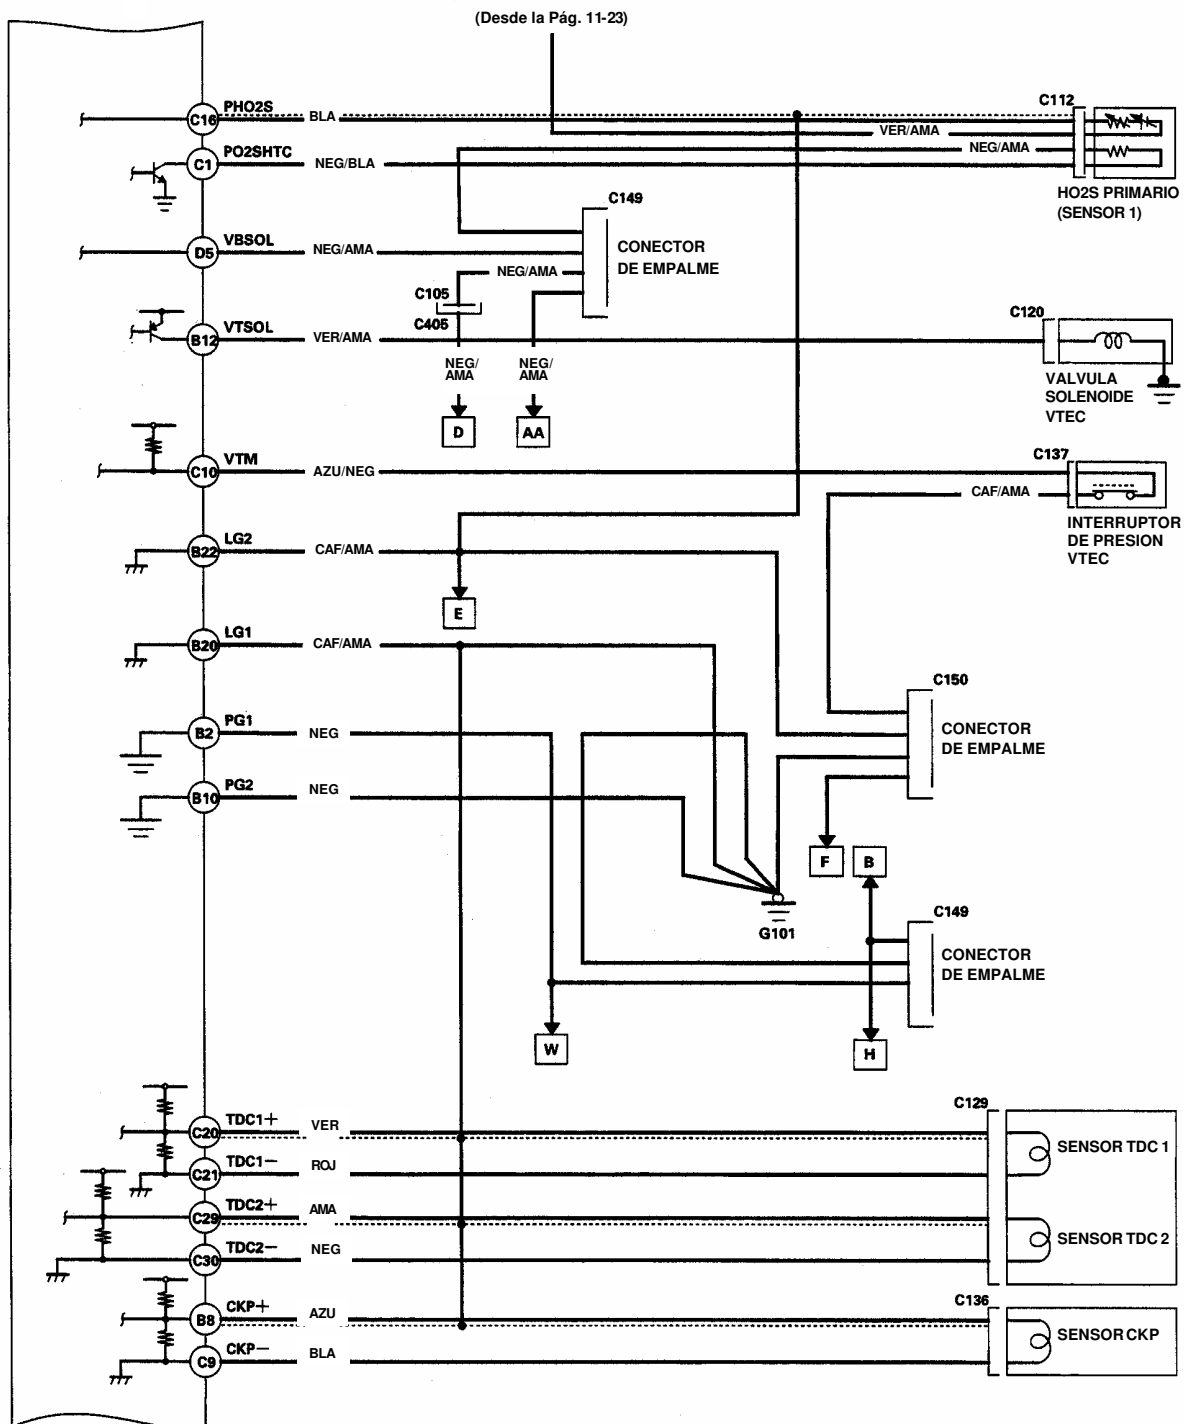 (Desde la Pág. 11-23)
C16
PHO2S
BLA
C112
VER/AMA
NEG/AMA
C1
PO2SHTC
NEG/BLA
HO2S PRIMARIO
(SENSOR 1)
C149
CONECTOR
DE EMPALME
D5
VBSOL
NEG/AMA
NEG/AMA
C105
C405
B12
VTSOL
VER/AMA
C120
NEG/
AMA
NEG/
AMA
VALVULA
SOLENOIDE
VTEC
D
AA
C10
VTM
AZU/NEG
C137
CAF/AMA
INTERRUPTOR
DE PRESION
VTEC
B22
LG2
CAF/AMA
E
B20
LG1
CAF/AMA
C150
CONECTOR
DE EMPALME
B2
PG1
NEG
B10
PG2
NEG
F
B
G101
C149
CONECTOR
DE EMPALME
W
H
C20
TDC1+
VER
C129
SENSOR TDC 1
C21
TDC1−
ROJ
C29
TDC2+
AMA
SENSOR TDC 2
C30
TDC2−
NEG
B8
CKP+
AZU
C136
SENSOR CKP
C9
CKP−
BLA